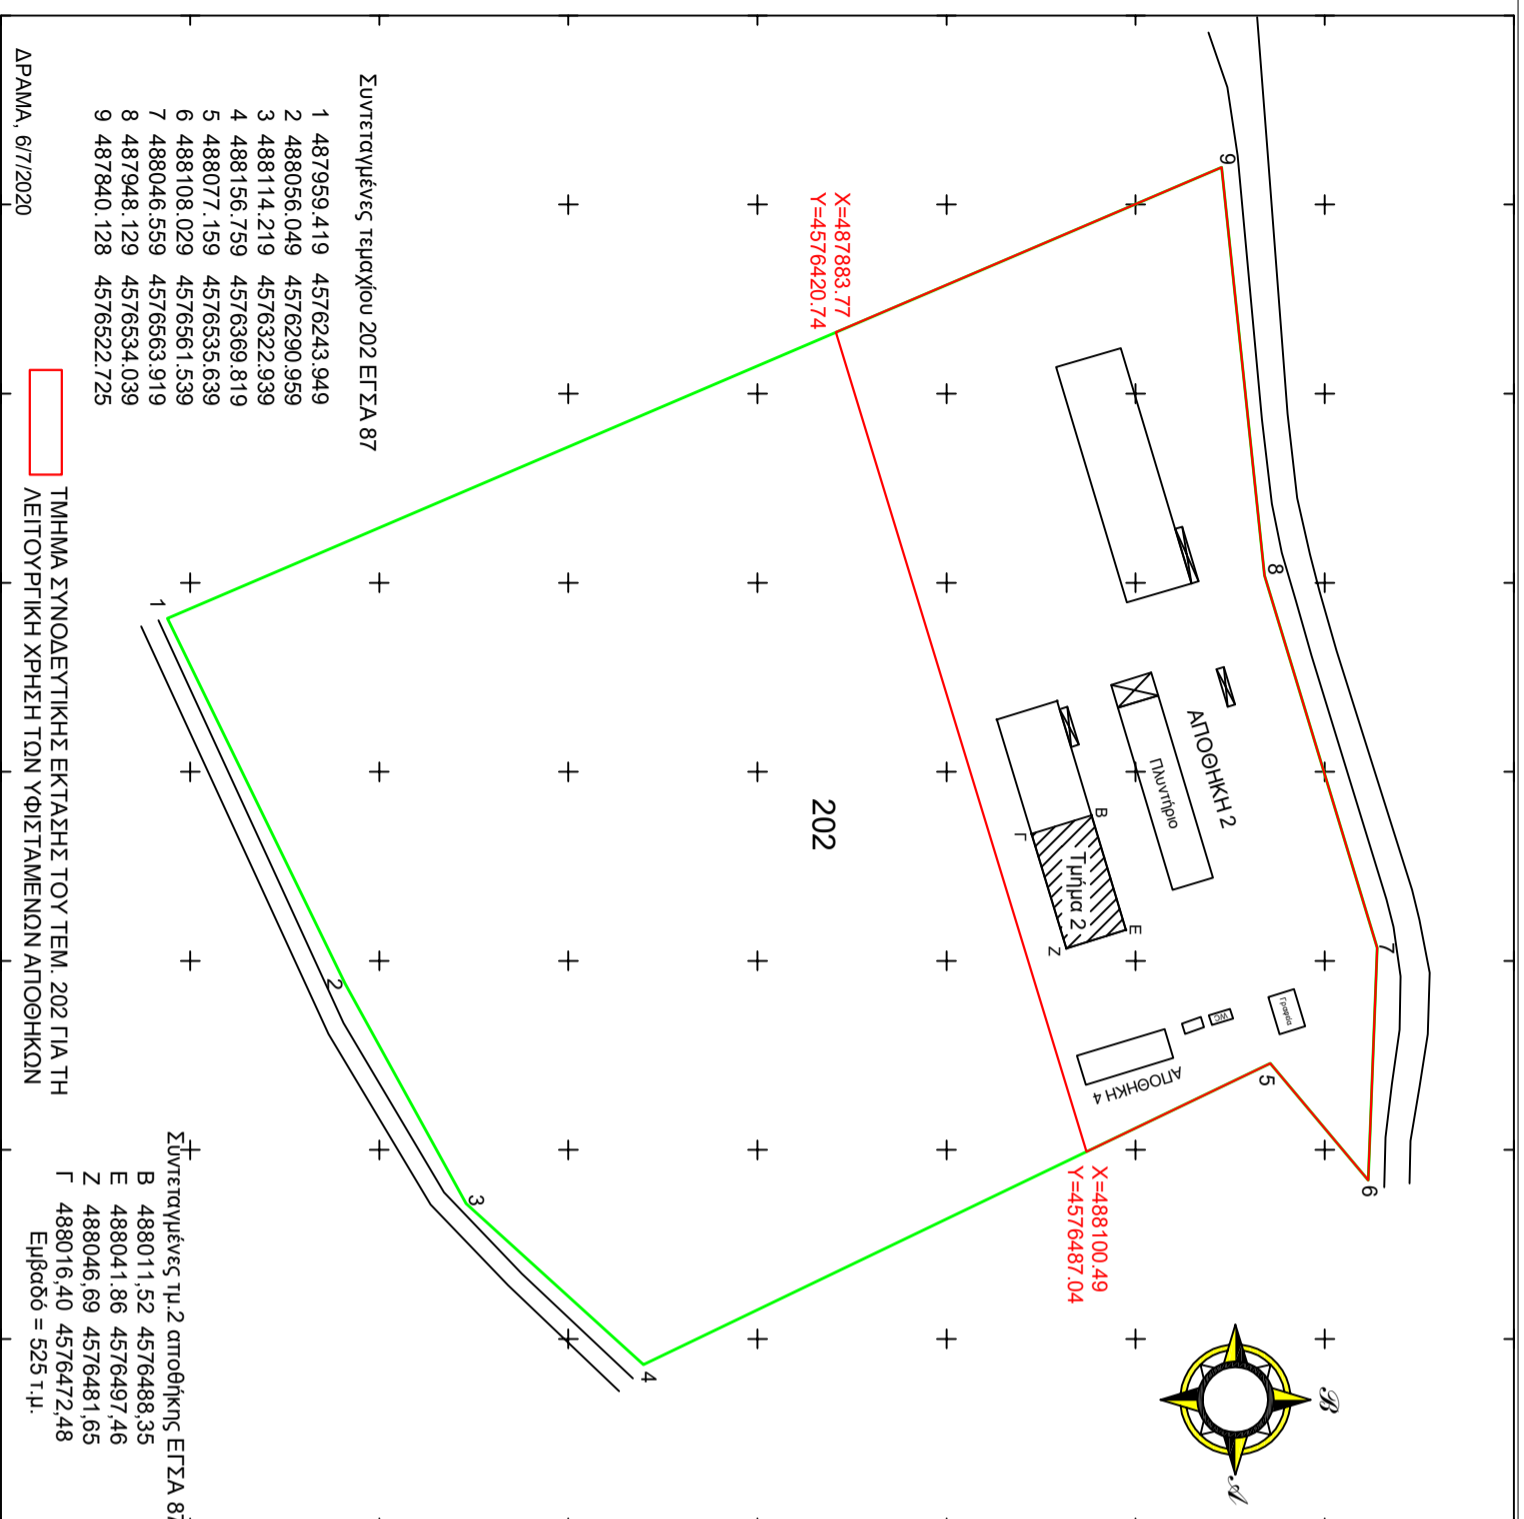 Συντεταγμένες τεμαχίου 202 ΕΓΣΑ 87
1 487959.419 4576243.949
2 488056.049 4576290.959
3 488114.219 4576322.939
4 488156.759 4576369.819
5 488077.159 4576535.639
6 488108.029 4576561.539
7 488046.559 4576563.919
8 487948.129 4576534.039
9 487840.128 4576522.725
ΔΡΑΜΑ, 6/7/2020
ΤΜΗΜΑ ΣΥΝΟΔΕΥΤΙΚΗΣ ΕΚΤΑΣΗΣ ΤΟΥ ΤΕΜ. 202 ΓΙΑ ΤΗ
ΛΕΙΤΟΥΡΓΙΚΗ ΧΡΗΣΗ ΤΩΝ ΥΦΙΣΤΑΜΕΝΩΝ ΑΠΟΘΗΚΩΝ
Συντεταγμένες τμ.2 αποθήκης ΕΓΣΑ 87
Β 488011,52 4576488,35
Ε 488041.86 4576497,46
Ζ 488046,69 4576481,65
Γ 488016,40 4576472,48
Εμβαδό = 525 τ.μ.
X=487883.77
Y=4576420.74
X=488100.49
Y=4576487.04
202
ΑΠΟΘΗΚΗ 2
Πλυντήριο
Τμήμα 2
Β
Γ
Ε
Ζ
Γραφεία
WC
ΑΠΟΘΗΚΗ 4
1
2
3
4
5
6
7
8
9
Β
Α